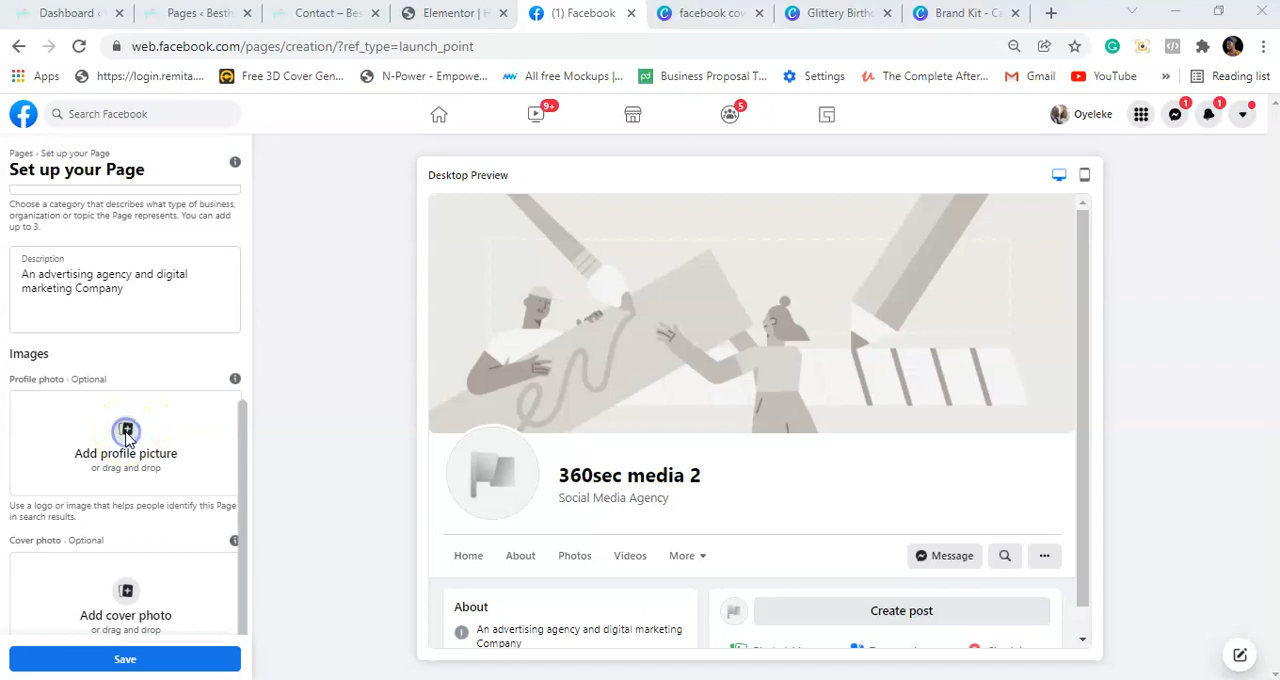 Dashboard ‹
Pages ‹ Besth
Contact – Bes
Elementor | H
(1) Facebook
facebook cov
Glittery Birth
Brand Kit - Ca
web.facebook.com/pages/creation/?ref_type=launch_point
Apps
https://login.remita....
Free 3D Cover Gen...
N-Power - Empowe...
All free Mockups |...
Business Proposal T...
Settings
The Complete After...
Gmail
YouTube
»
Reading list
Search Facebook
9+
5
Oyeleke
1
1
Pages › Set up your Page
Set up your Page
Choose a category that describes what type of business,
organization or topic the Page represents. You can add
up to 3.
Description
An advertising agency and digital
marketing Company
Images
Profile photo · Optional
Add profile picture
or drag and drop
Use a logo or image that helps people identify this Page
in search results.
Cover photo · Optional
Add cover photo
or drag and drop
Save
Desktop Preview
360sec media 2
Social Media Agency
Home
About
Photos
Videos
More
Message
About
An advertising agency and digital marketing
Company
Create post